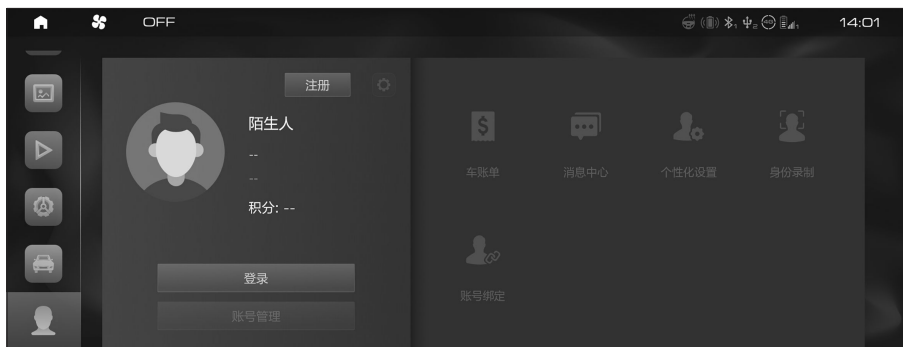 OFF
14:01
注册
陌生人
--
--
积分: --
登录
账号管理
车账单
消息中心
个性化设置
身份录制
账号绑定